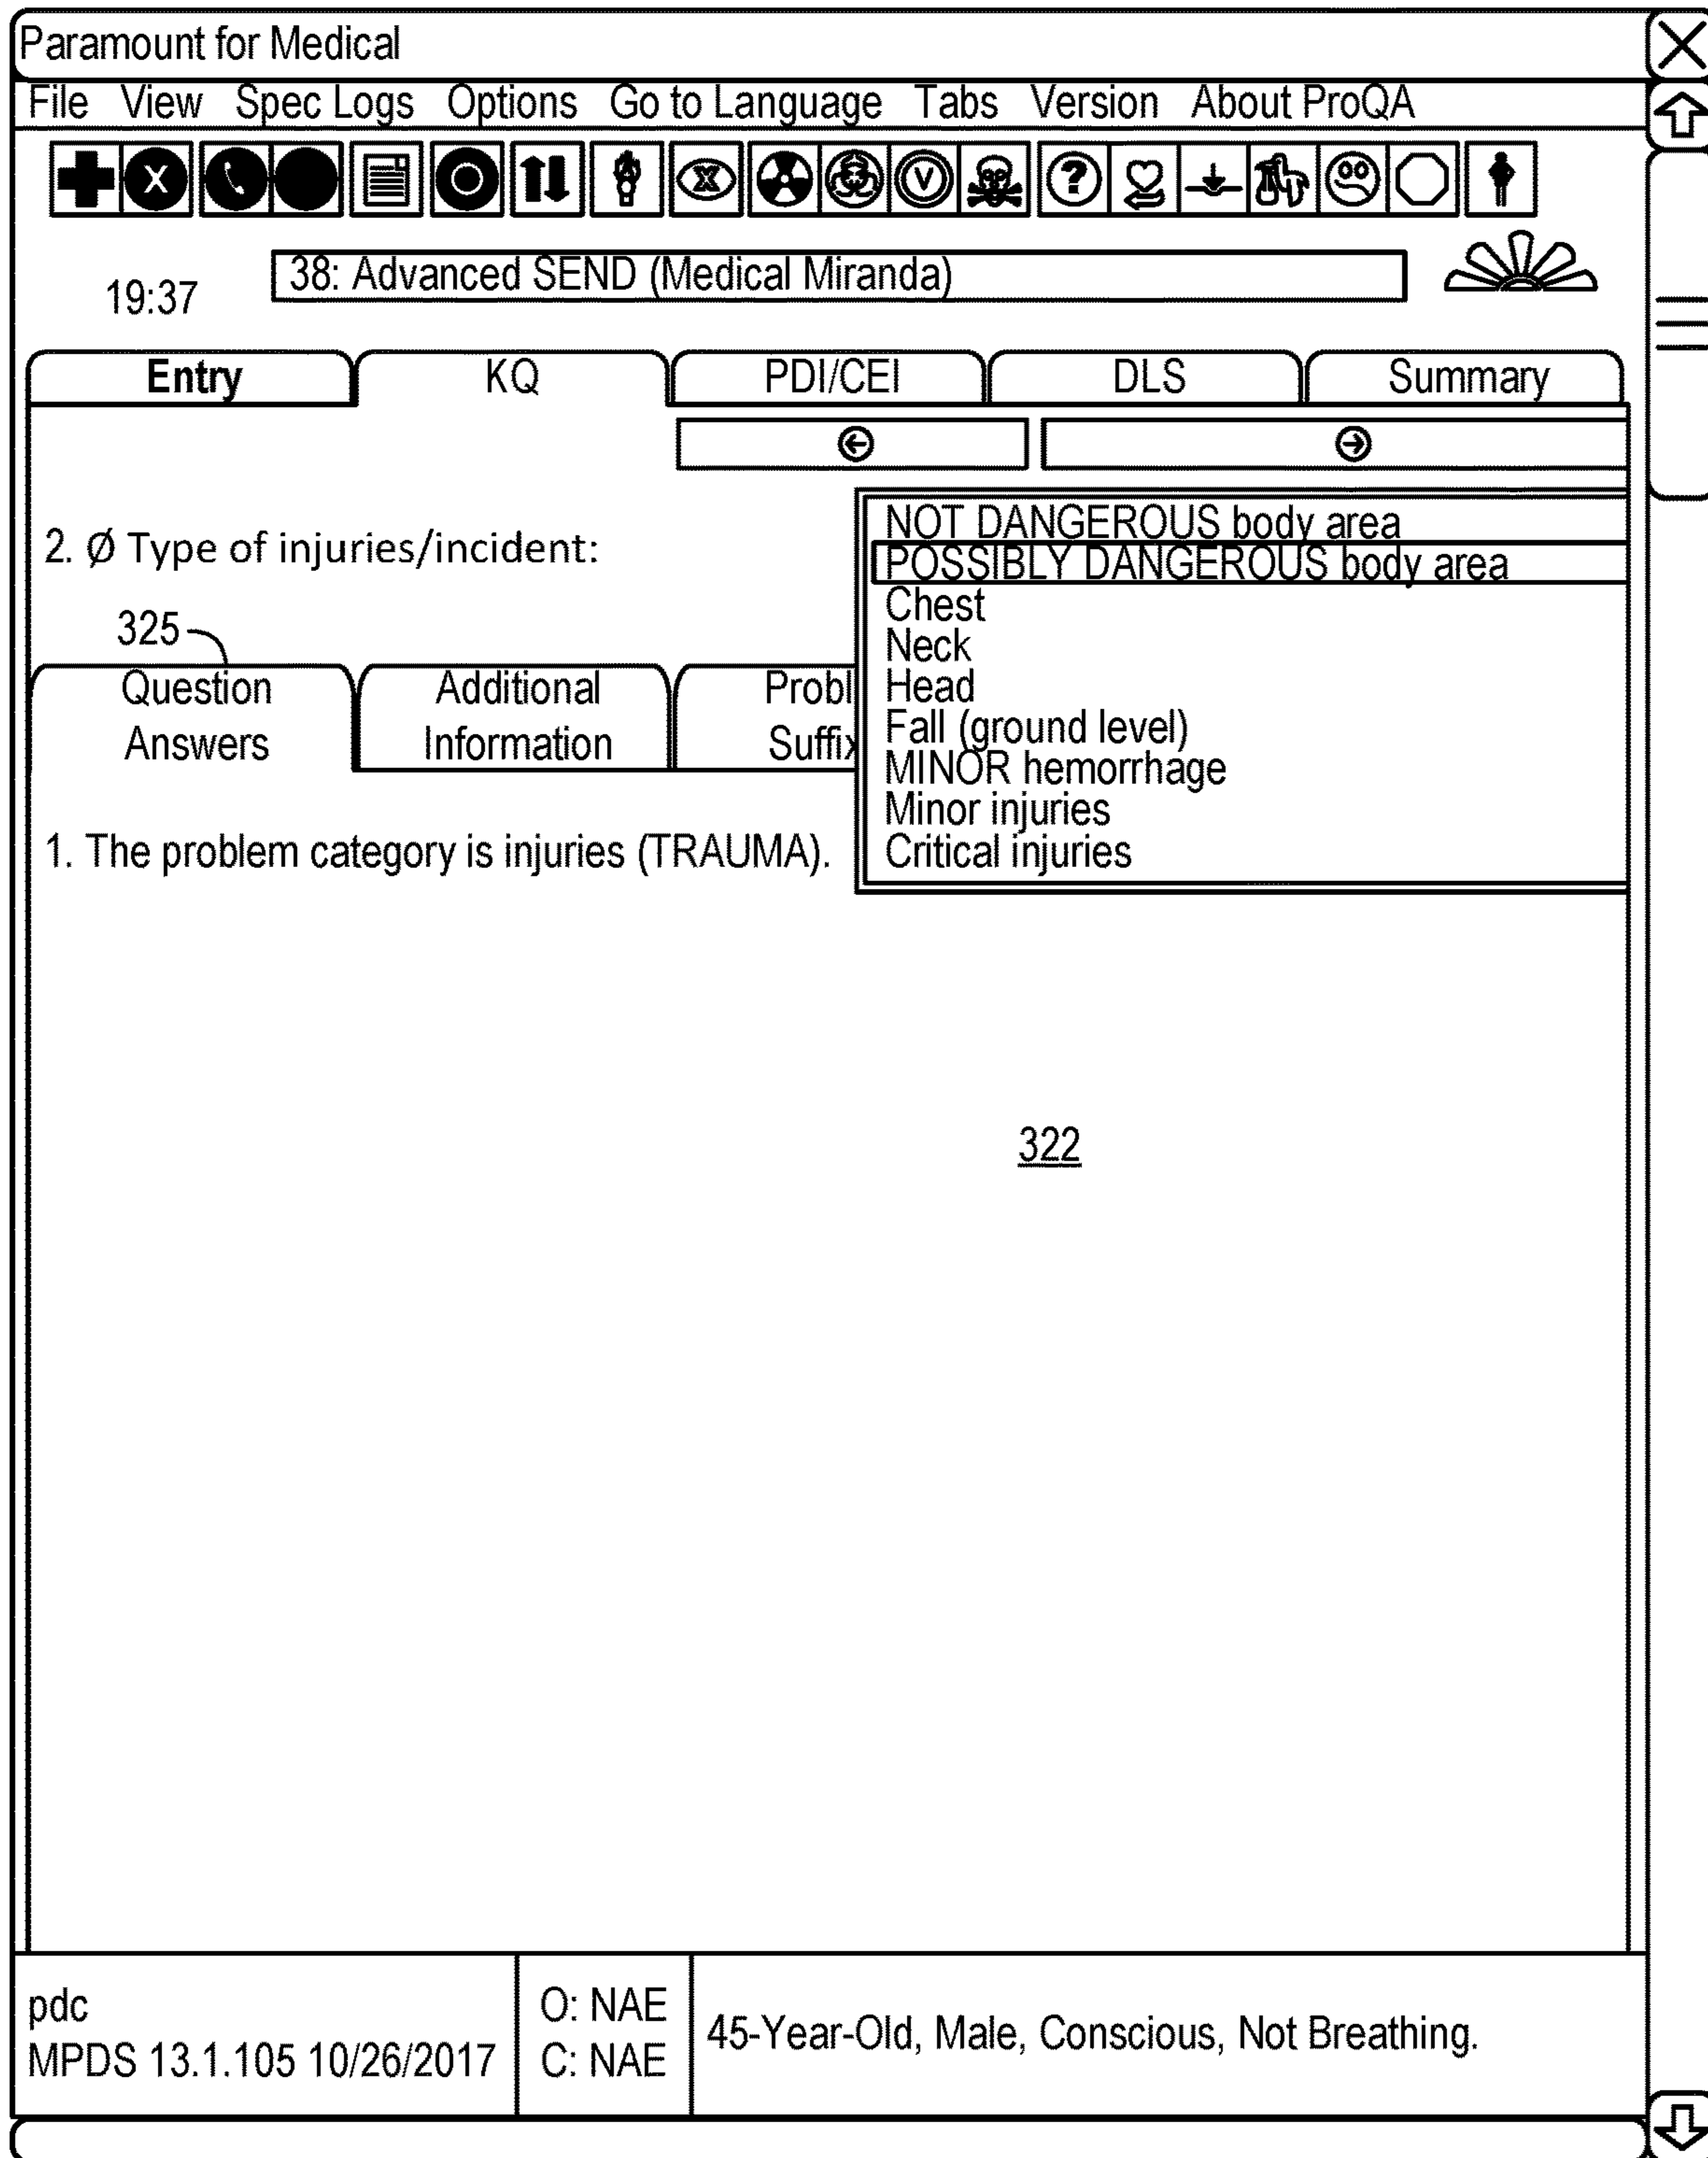 Paramount for Medical
File View Spec Logs Options Go to Language Tabs Version About ProQA
X V ?
19:37
38: Advanced SEND (Medical Miranda)
Entry KQ PDI/CEI DLS Summary
2. Ø Type of injuries/incident:
NOT DANGEROUS body area
POSSIBLY DANGEROUS body area
Chest
Neck
Head
Fall (ground level)
MINOR hemorrhage
Minor injuries
Critical injuries
325
Question
Answers
Additional
Information
Probl
Suffix
1. The problem category is injuries (TRAUMA).
322
pdc
MPDS 13.1.105 10/26/2017
O: NAE
C: NAE
45-Year-Old, Male, Conscious, Not Breathing.